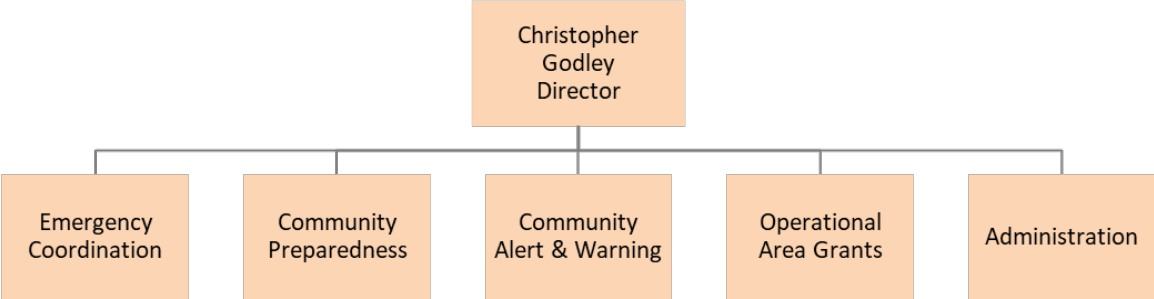 Christopher
Godley
Director
Emergency
Coordination
Community
Preparedness
Community
Alert & Warning
Operational
Area Grants
Administration